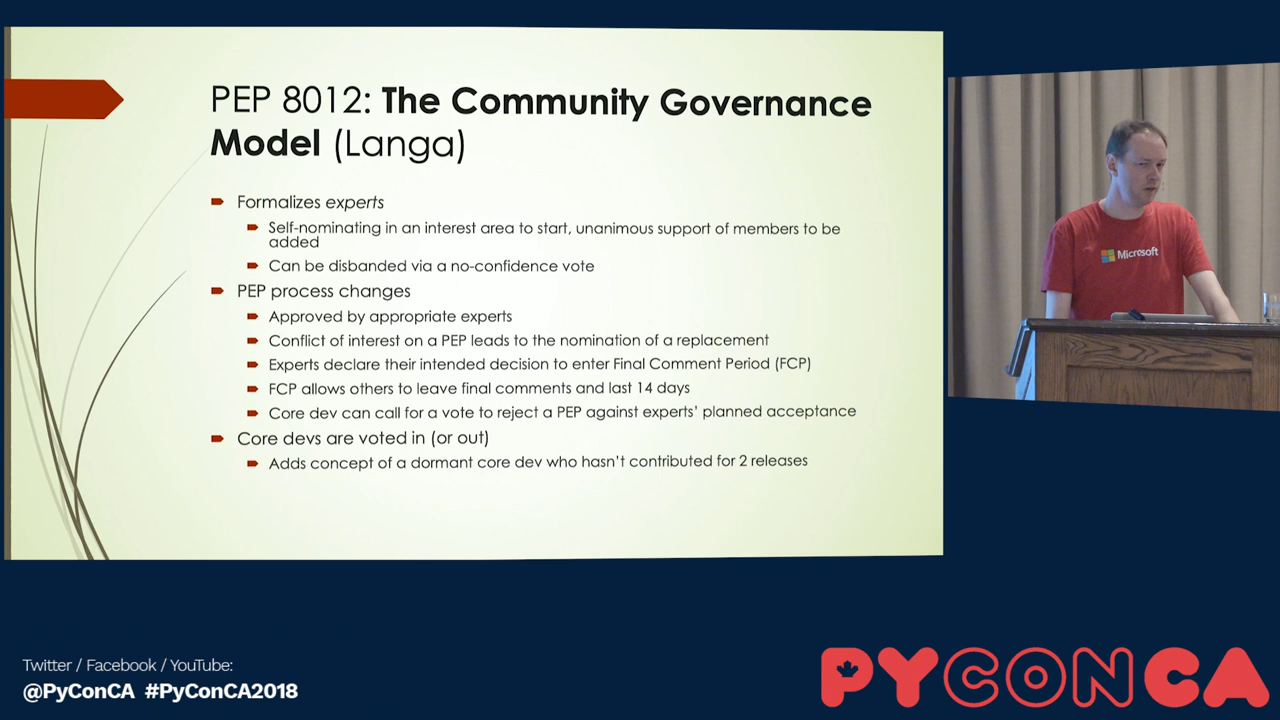 PEP 8012: The Community Governance
Model (Langa)
Formalizes experts
Self-nominating in an interest area to start, unanimous support of members to be
added
Can be disbanded via a no-confidence vote
PEP process changes
Approved by appropriate experts
Conflict of interest on a PEP leads to the nomination of a replacement
Experts declare their intended decision to enter Final Comment Period (FCP)
FCP allows others to leave final comments and last 14 days
Core dev can call for a vote to reject a PEP against experts' planned acceptance
Core devs are voted in (or out)
Adds concept of a dormant core dev who hasn't contributed for 2 releases
Microsoft
Twitter / Facebook / YouTube:
@PyConCA #PyConCA2018
PYCONCA